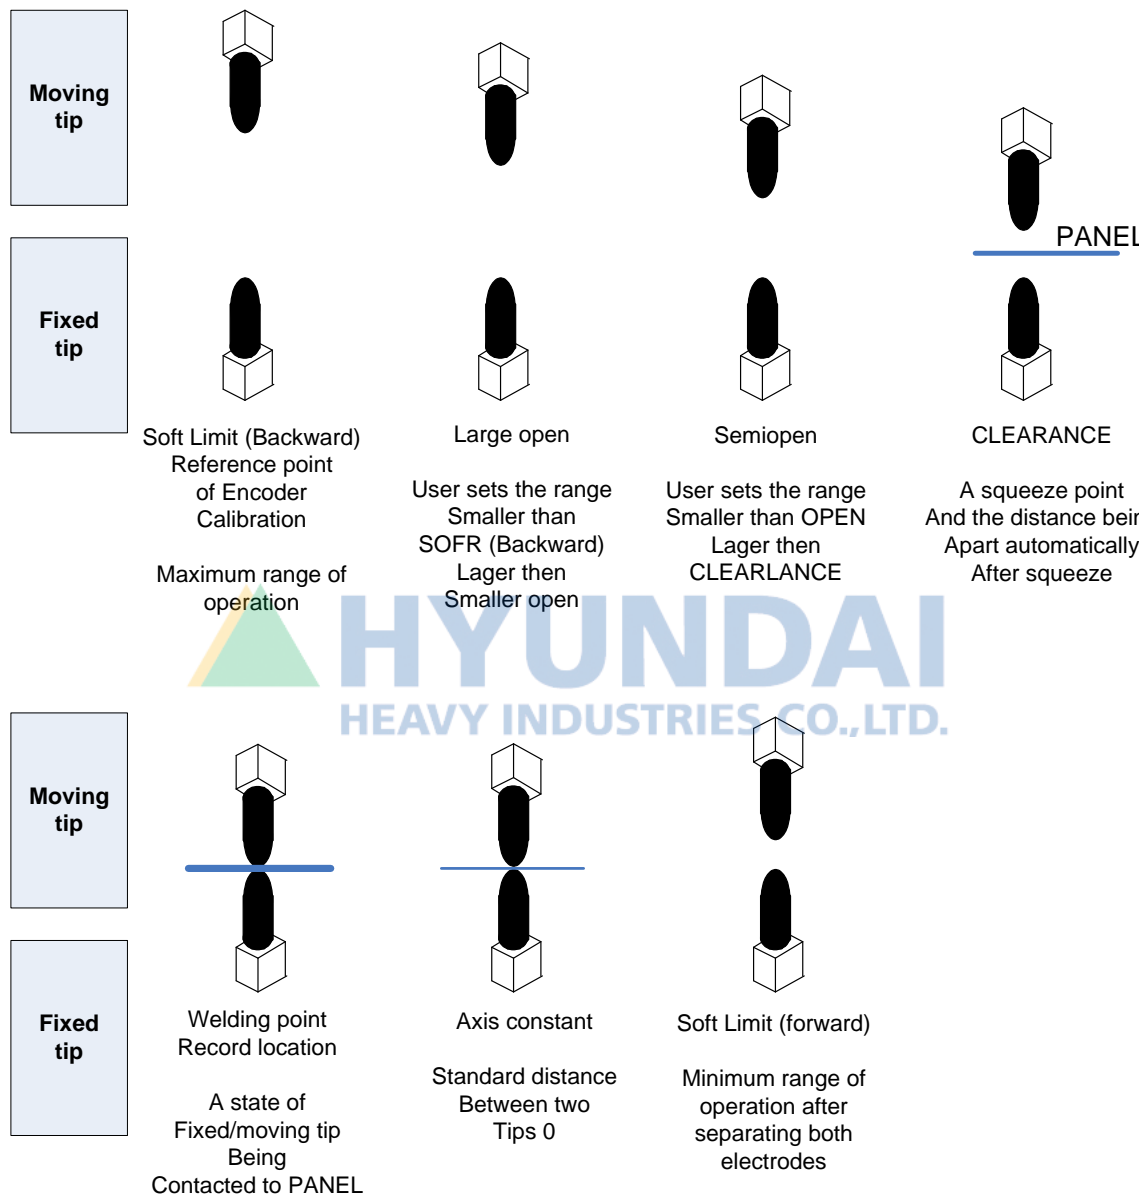 Moving
tip
PANEL
Fixed
tip
Soft Limit (Backward)
Reference point
of Encoder
Calibration
Maximum range of
operation
Large open
User sets the range
Smaller than
SOFR (Backward)
Lager then
Smaller open
Semiopen
User sets the range
Smaller than OPEN
Lager then
CLEARLANCE
CLEARANCE
A squeeze point
And the distance bein
Apart automatically
After squeeze
HYUNDAI
HEAVY INDUSTRIES CO.,LTD.
Moving
tip
Fixed
tip
Welding point
Record location
A state of
Fixed/moving tip
Being
Contacted to PANEL
Axis constant
Standard distance
Between two
Tips 0
Soft Limit (forward)
Minimum range of
operation after
separating both
electrodes